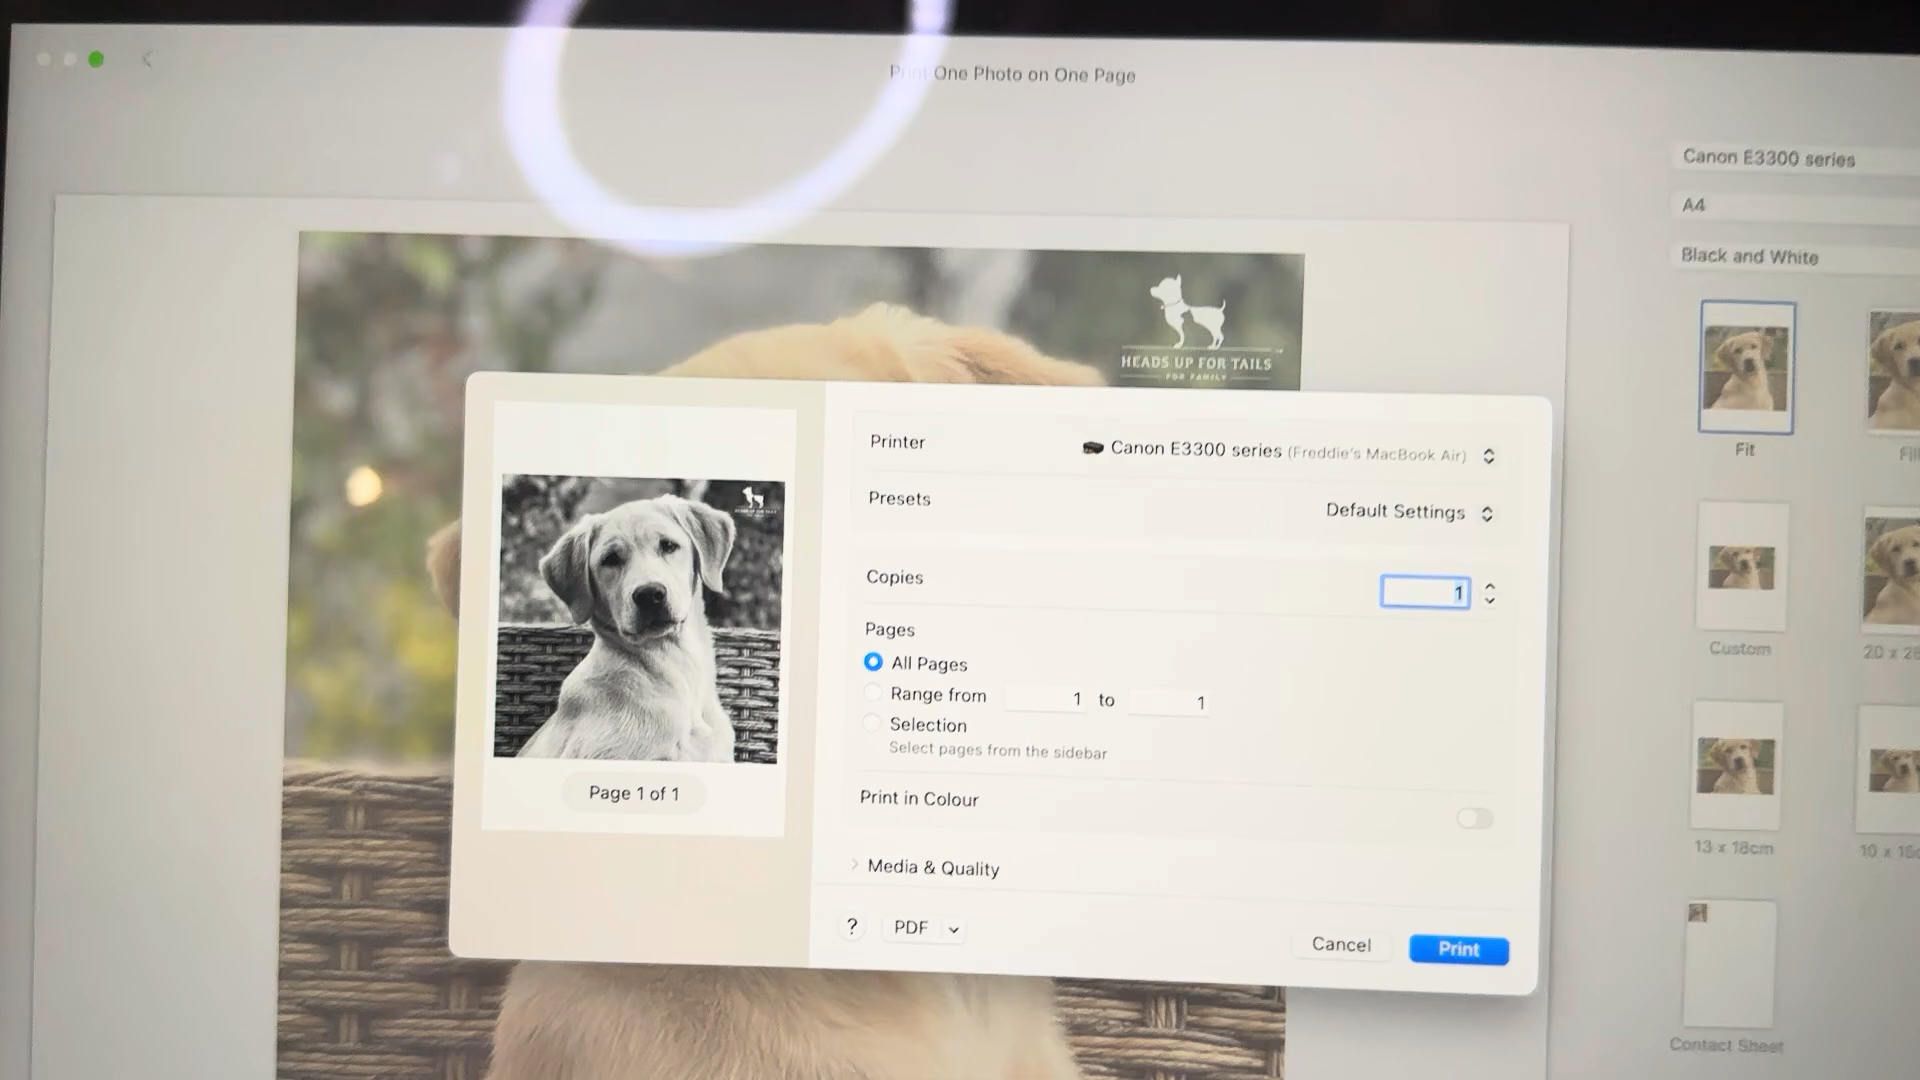 Print One Photo on One Page
Canon E3300 series
A4
Black and White
HEADS UP FOR TAILS
FOR FAMILY
Fit
Custom
13 x 18cm
Contact Sheet
Printer
Canon E3300 series (Freddie's MacBook Air)
Presets
Default Settings
Copies
1
Pages
All Pages
Range from 1 to 1
Selection
Select pages from the sidebar
Print in Colour
Media & Quality
Page 1 of 1
?
PDF
Cancel
Print